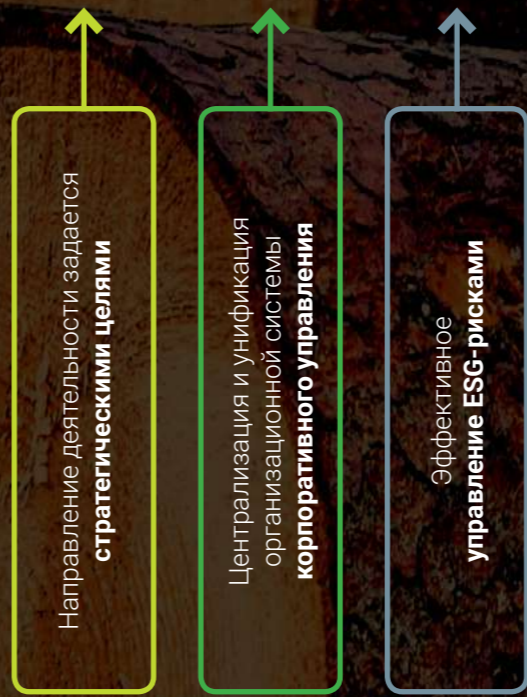 Направление деятельности задается
стратегическими целями
Централизация и унификация
организационной системы
корпоративного управления
Эффективное
управление ESG-рисками